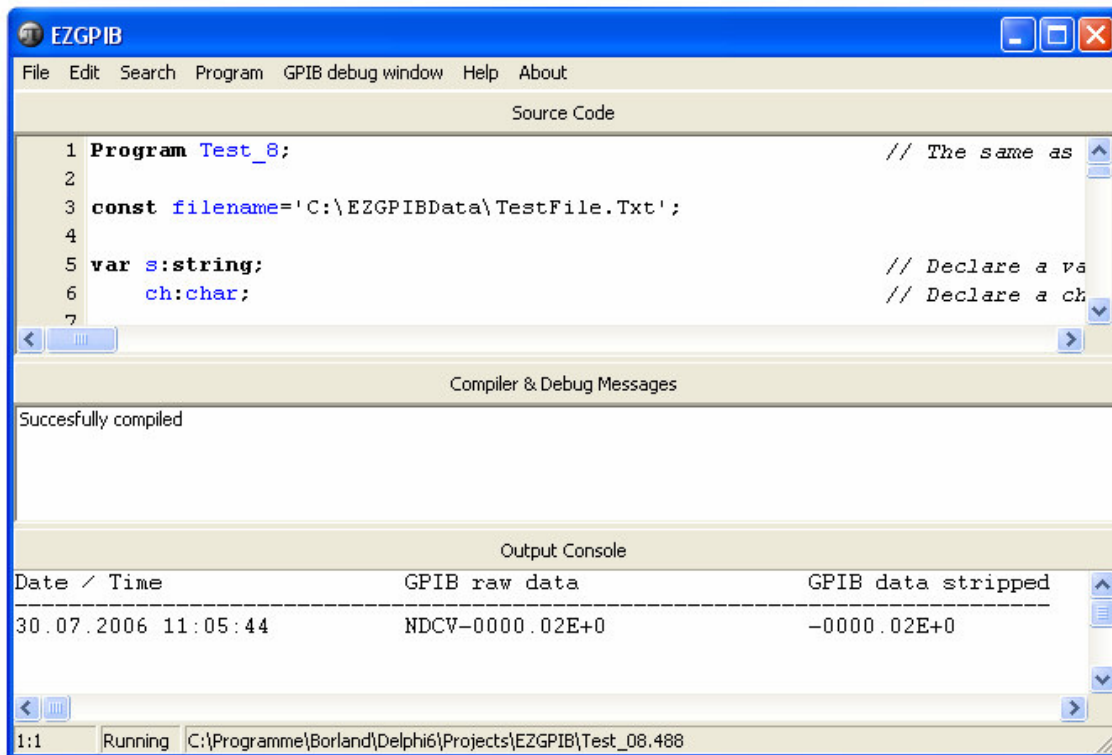 EZGPIB
File Edit Search Program GPIB debug window Help About
Source Code
1 Program Test_8; // The same as
2
3 const filename='C:\EZGPIBData\TestFile.Txt';
4
5 var s:string; // Declare a va
6 ch:char; // Declare a ch
7
Compiler & Debug Messages
Succesfully compiled
Output Console
Date / Time GPIB raw data GPIB data stripped
30.07.2006 11:05:44 NDCV-0000.02E+0 -0000.02E+0
1:1 Running C:\Programme\Borland\Delphi6\Projects\EZGPIB\Test_08.488